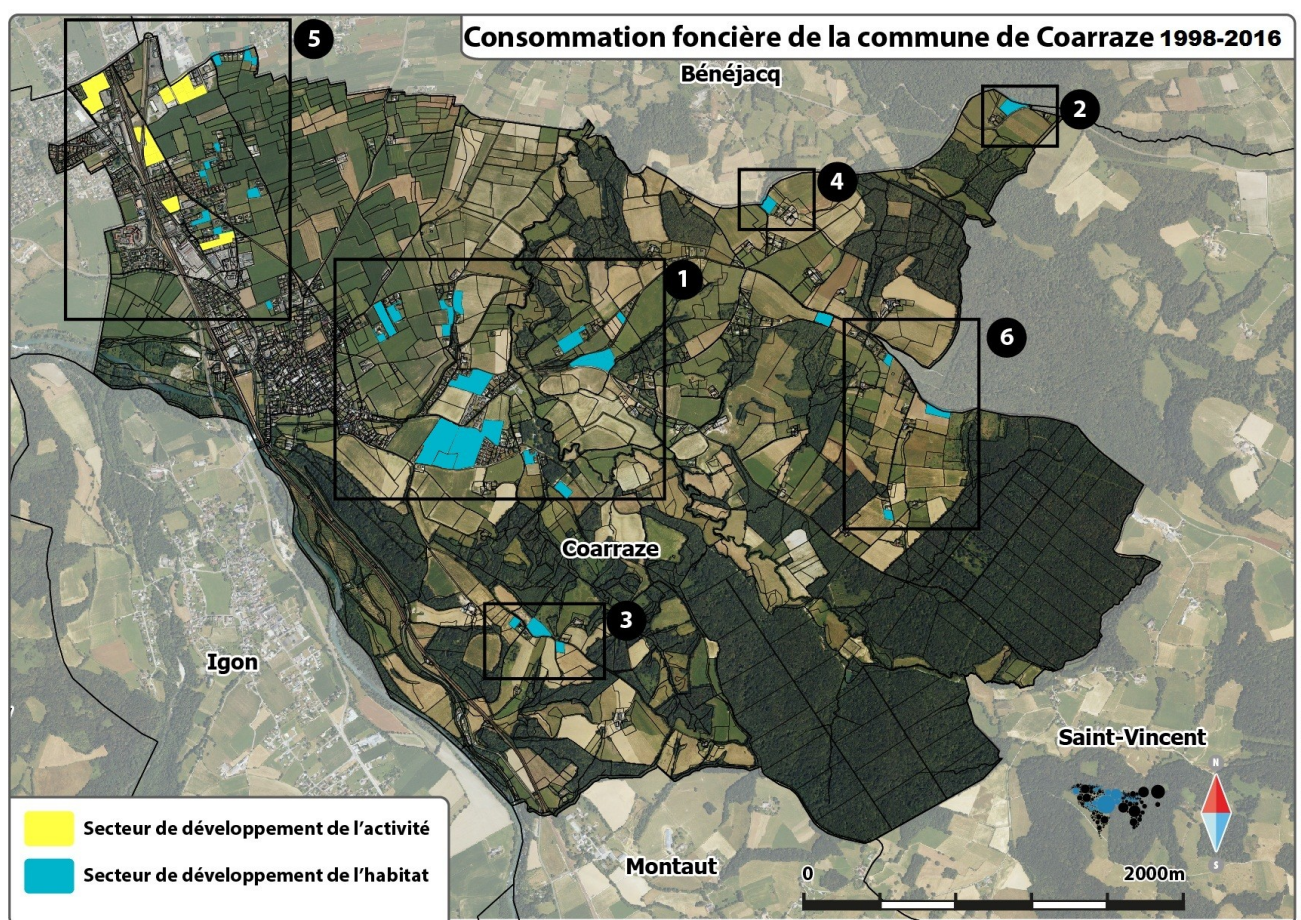 Consommation foncière de la commune de Coarraze 1998-2016
5
Bénéjacq
2
4
1
6
Coarraze
3
Igon
Saint-Vincent
N
S
Montaut
0 2000m
Secteur de développement de l'activité
Secteur de développement de l'habitat